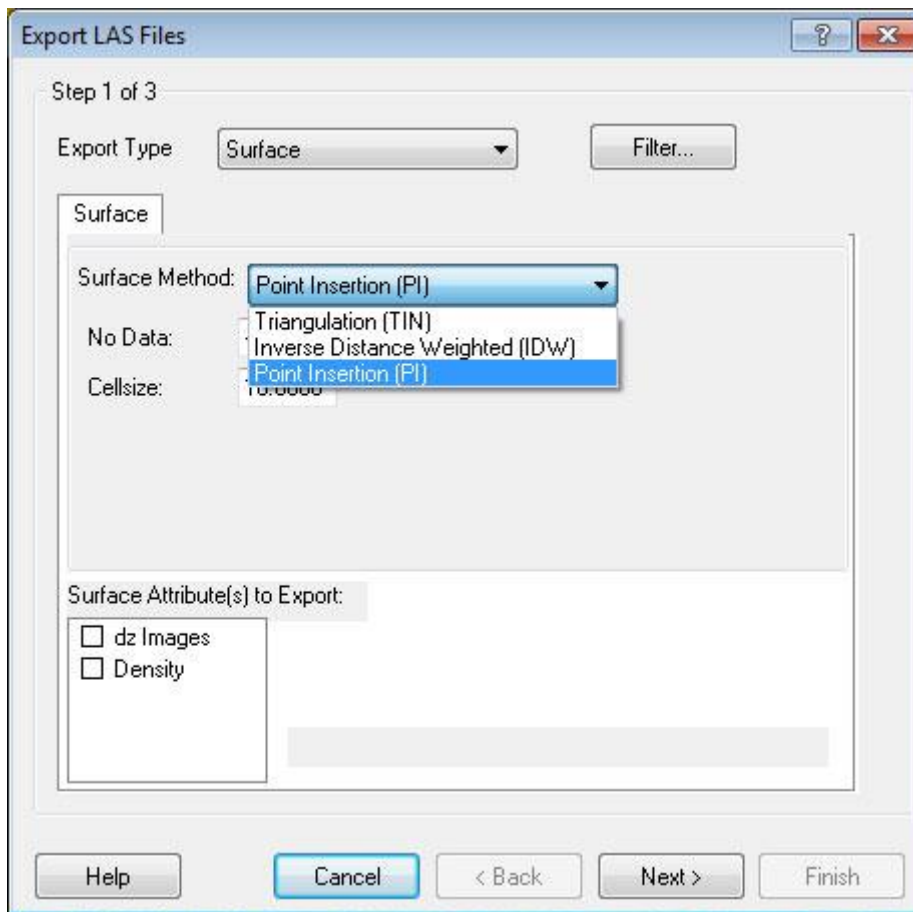 Export LAS Files
Step 1 of 3
Export Type Surface Filter...
Surface
Surface Method: Point Insertion (PI)
Triangulation (TIN)
No Data:
Inverse Distance Weighted (IDW)
Point Insertion (PI)
Cellsize: 10.0000
Surface Attribute(s) to Export:
dz Images
Density
Help Cancel < Back Next > Finish